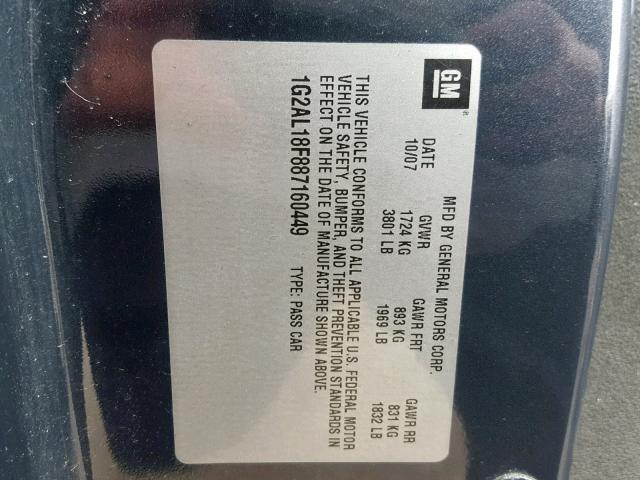 GM
®
MFD BY GENERAL MOTORS CORP.
DATE GVWR GAWR FRT GAWR RR
10/07 1724 KG 893 KG 831 KG
3801 LB 1969 LB 1832 LB
THIS VEHICLE CONFORMS TO ALL APPLICABLE U.S. FEDERAL MOTOR
VEHICLE SAFETY, BUMPER, AND THEFT PREVENTION STANDARDS IN
EFFECT ON THE DATE OF MANUFACTURE SHOWN ABOVE.
1G2AL18F887160449 TYPE: PASS CAR